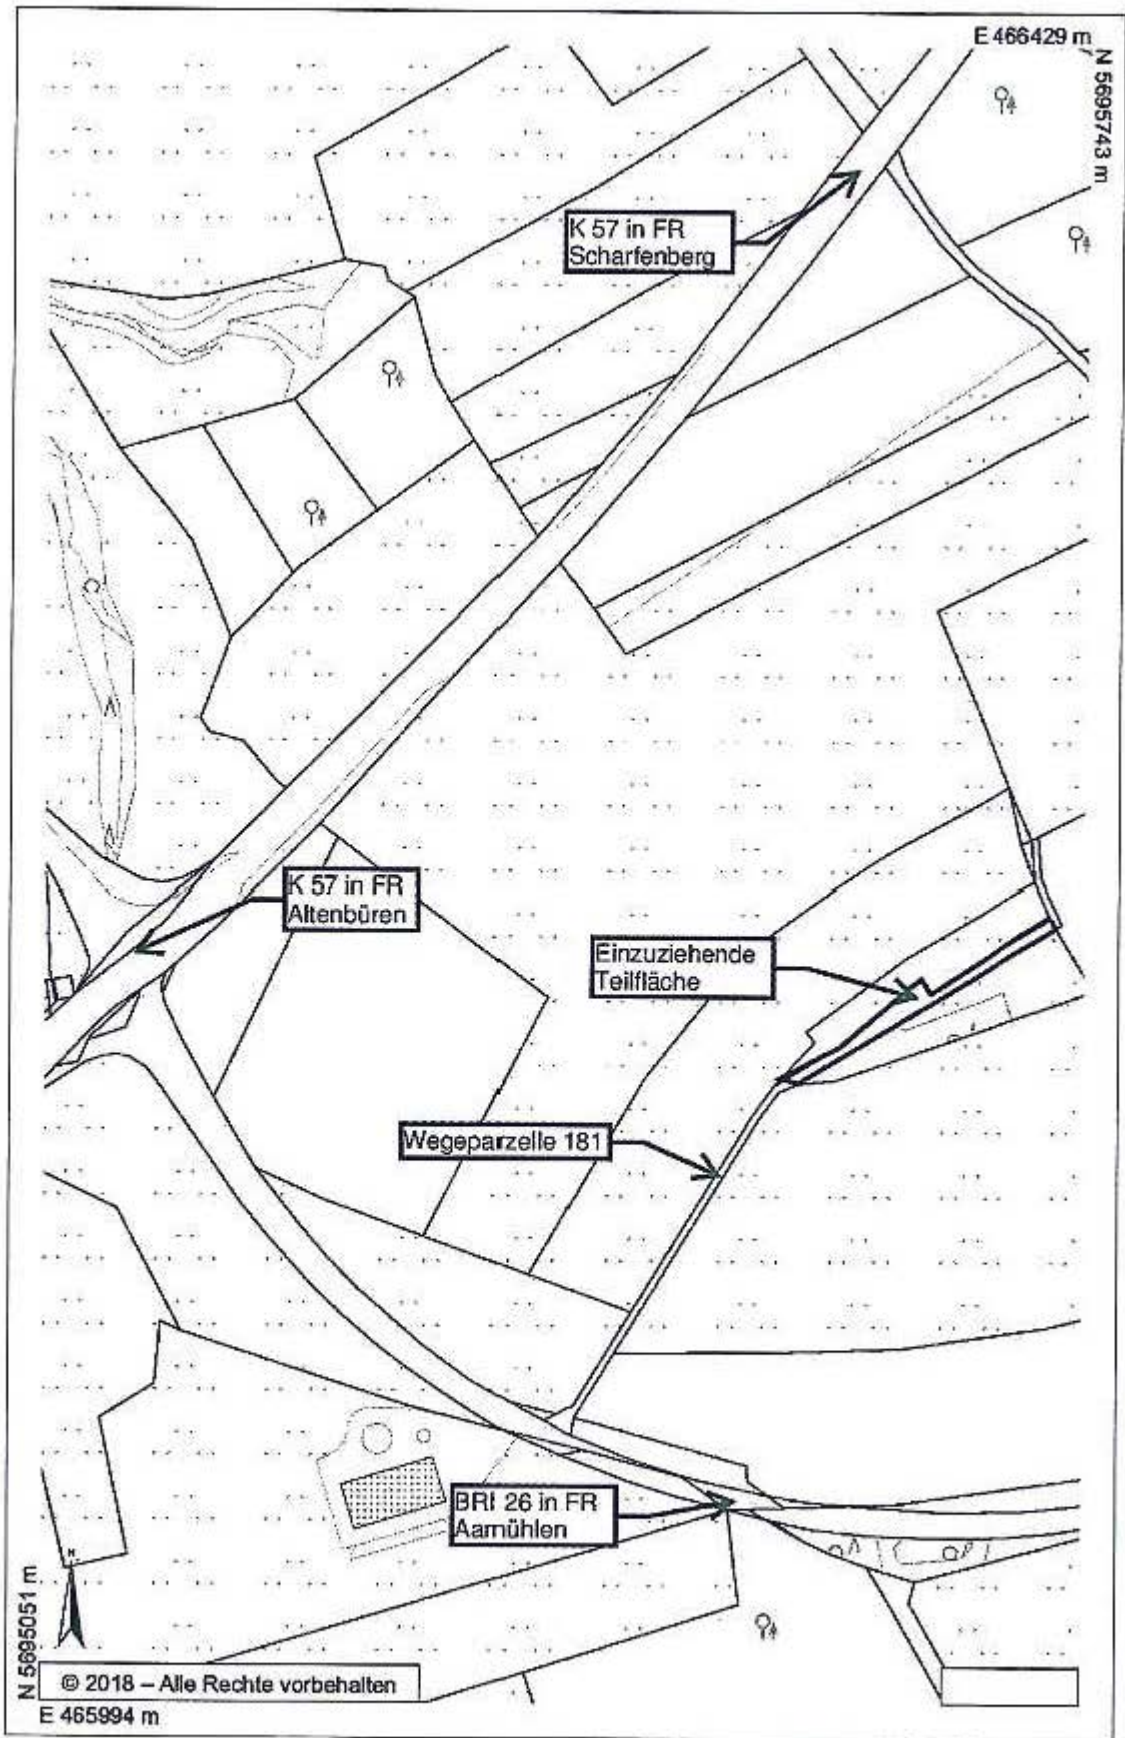 E 466429 m
N 5695743 m
K 57 in FR
Scharfenberg
K 57 in FR
Altenbüren
Einzuziehende
Teilfläche
Wegeparzelle 181
BRI 26 in FR
Aamühlen
N
N 5695051 m
© 2018 – Alle Rechte vorbehalten
E 465994 m